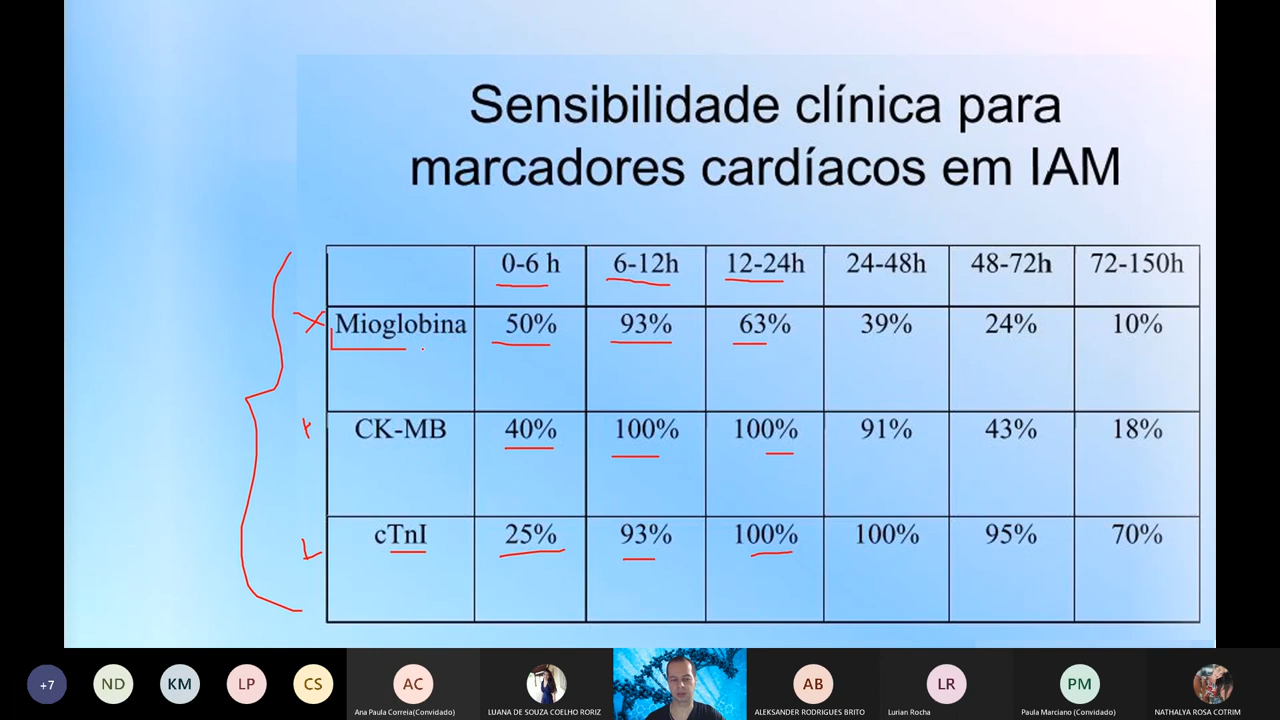 Sensibilidade clínica para
marcadores cardíacos em IAM
0-6 h 6-12h 12-24h 24-48h 48-72h 72-150h
Mioglobina 50% 93% 63% 39% 24% 10%
CK-MB 40% 100% 100% 91% 43% 18%
cTnI 25% 93% 100% 100% 95% 70%
+7 ND KM LP CS AC AB LR PM
Ana Paula Correia(Convidado) LUANA DE SOUZA COELHO RORIZ ALEKSANDER RODRIGUES BRITO Lurian Rocha Paula Marciano (Convidado) NATHALYA ROSA COTRIM